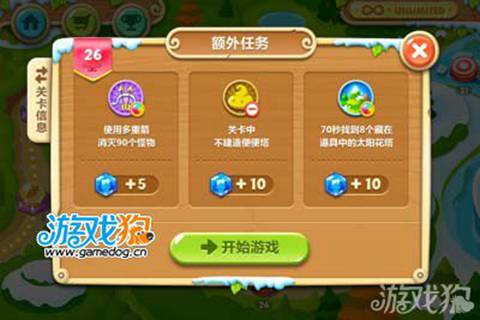 UNLIMITED
额外任务
26
关卡信息
使用多重箭
消灭90个怪物
关卡中
不建造便便塔
70秒找到8个藏在
道具中的太阳花塔
+5
+10
+10
开始游戏
游戏狗
www.gamedog.cn
26
游戏狗